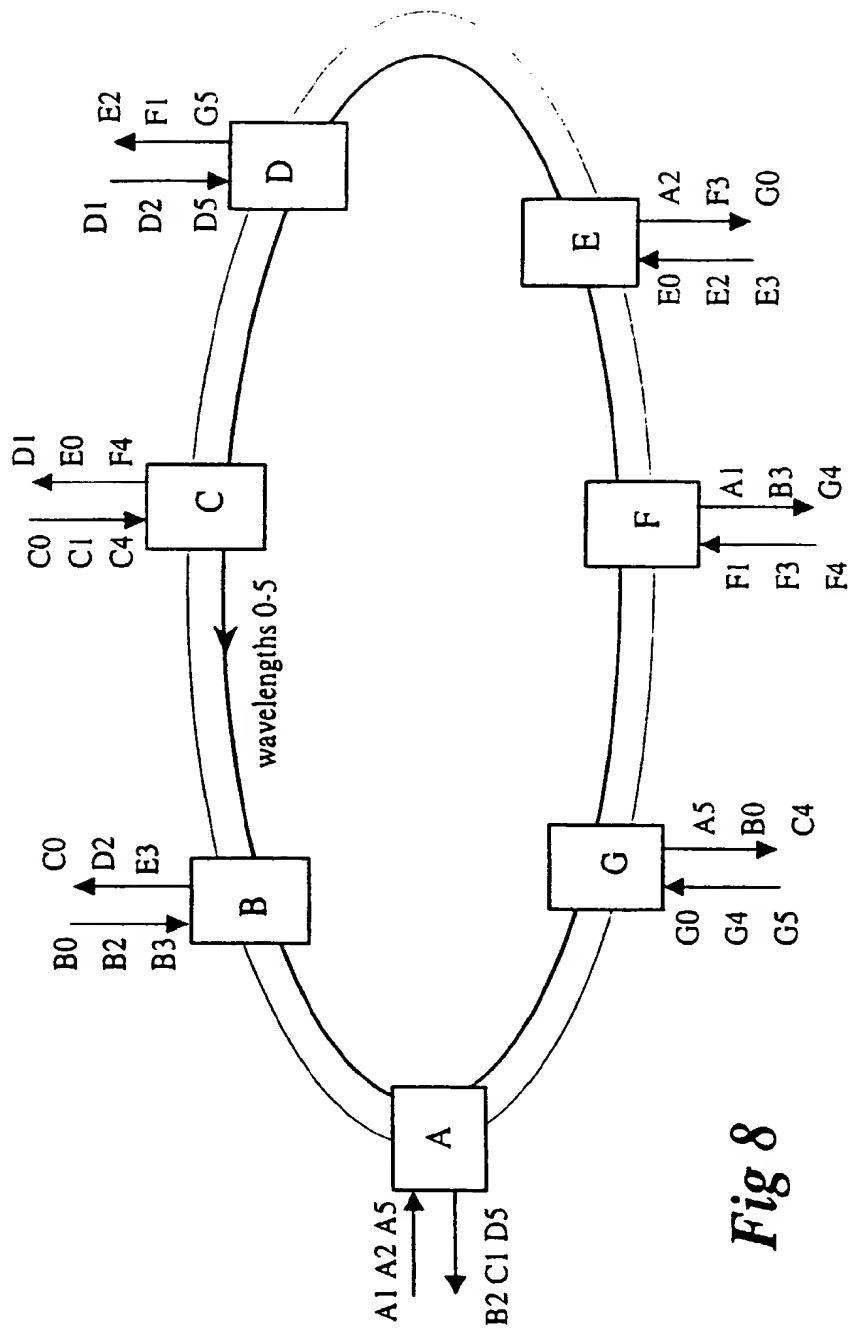 D1
D2
D5
E2
F1
G5
D
C0
C1
C4
D1
E0
F4
C
wavelengths 0-5
B0
B2
B3
C0
D2
E3
B
A1 A2 A5
B2 C1 D5
A
E
E0
E2
E3
A2
F3
G0
F
F1
F3
F4
A1
B3
G4
G
G0
G4
G5
A5
B0
C4
Fig 8